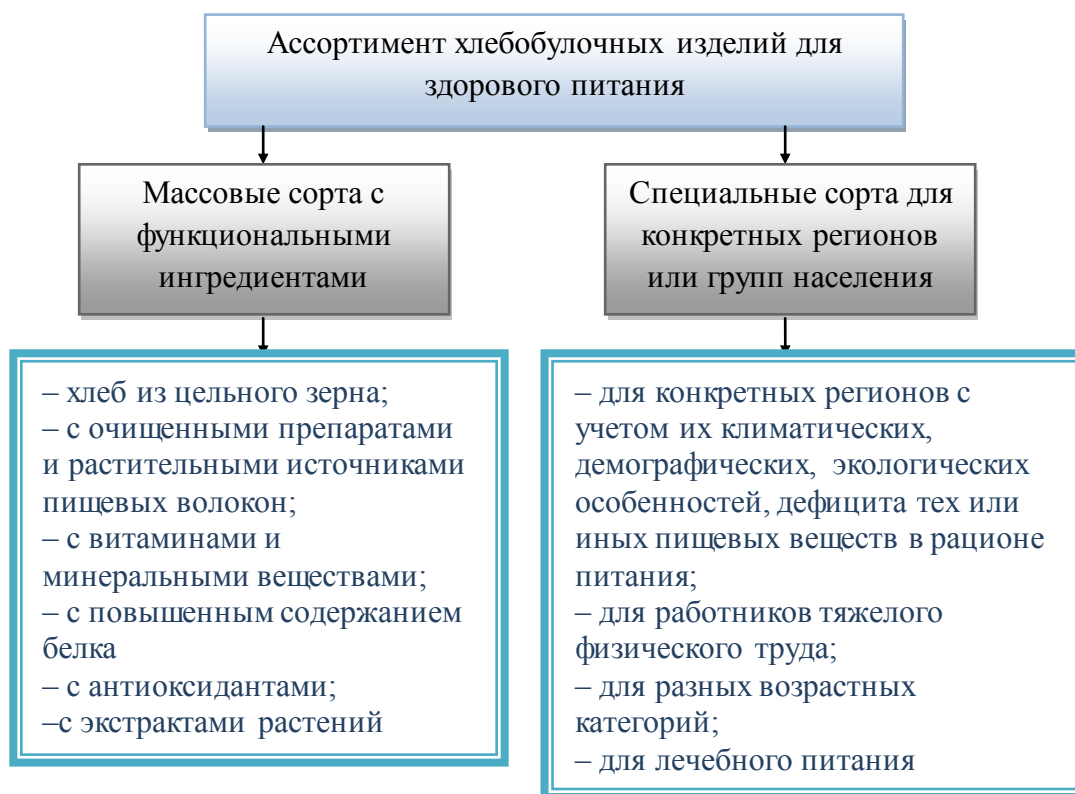 Ассортимент хлебобулочных изделий для
здорового питания
Массовые сорта с
функциональными
ингредиентами
Специальные сорта для
конкретных регионов
или групп населения
– хлеб из цельного зерна;
– с очищенными препаратами
и растительными источниками
пищевых волокон;
– с витаминами и
минеральными веществами;
– с повышенным содержанием
белка
– с антиоксидантами;
–с экстрактами растений
– для конкретных регионов с
учетом их климатических,
демографических, экологических
особенностей, дефицита тех или
иных пищевых веществ в рационе
питания;
– для работников тяжелого
физического труда;
– для разных возрастных
категорий;
– для лечебного питания